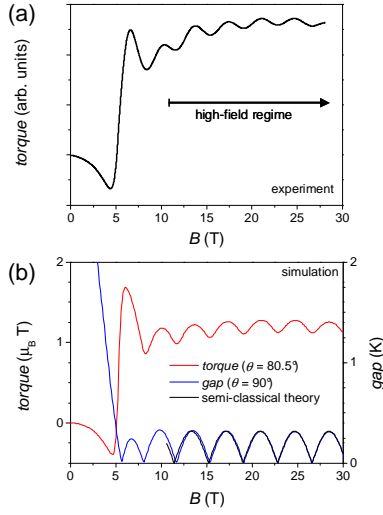 (a)
torque (arb. units)
high-field regime
experiment
0 5 10 15 20 25 30
B (T)
(b)
simulation
torque (μ_B T)
2
1
0
torque (θ = 80.5°)
gap (θ = 90°)
semi-classical theory
gap (K)
2
1
0
0 5 10 15 20 25 30
B (T)